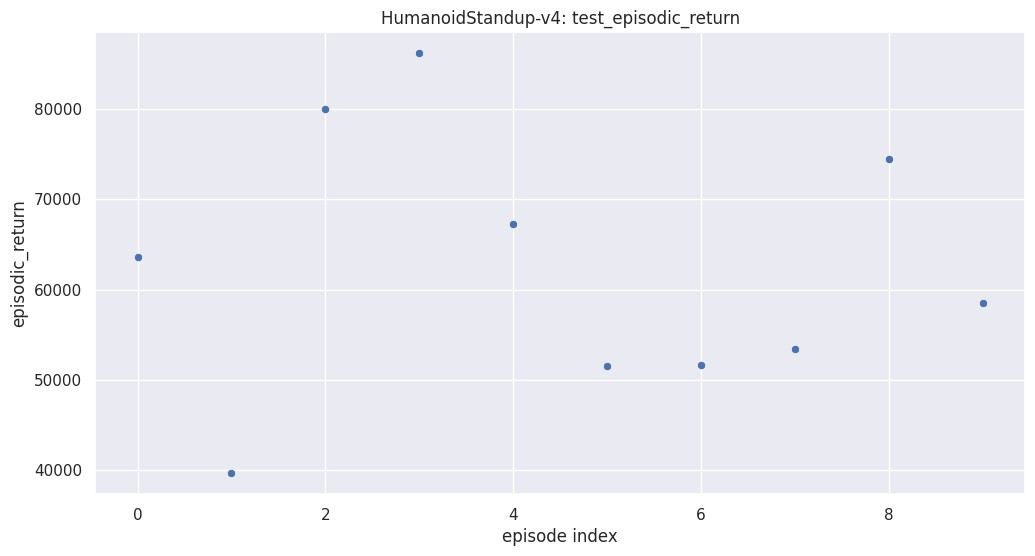 HumanoidStandup-v4: test_episodic_return
episodic_return
80000
70000
60000
50000
40000
0 2 4 6 8
episode index